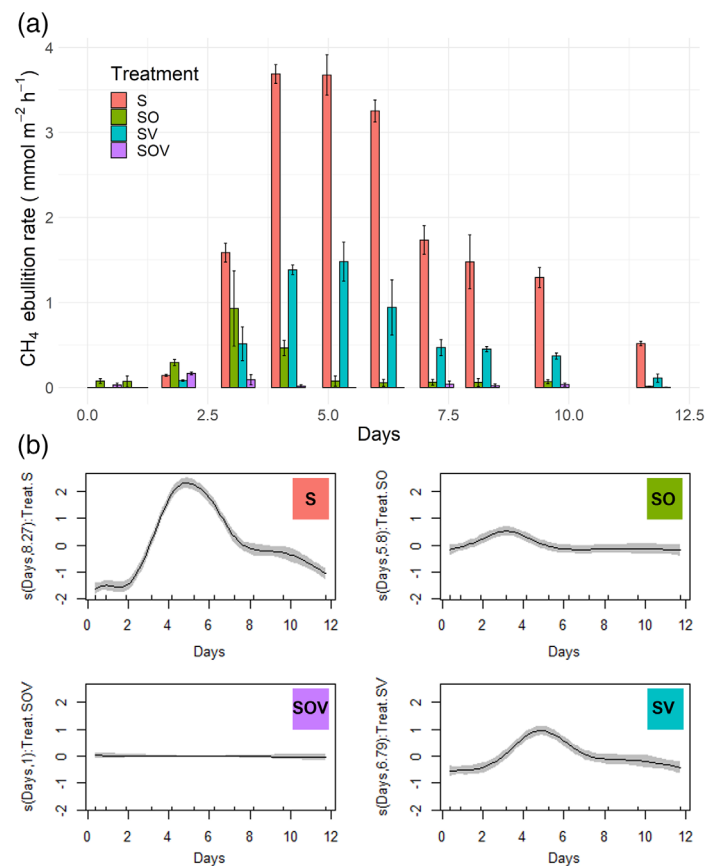 (a)
CH₄ ebullition rate ( mmol m⁻² h⁻¹)
4
3
2
1
0
Treatment
S
SO
SV
SOV
0.0 2.5 5.0 7.5 10.0 12.5
Days
(b)
s(Days,8.27):Treat.S
2
1
0
-1
-2
S
0 2 4 6 8 10 12
Days
s(Days,5.8):Treat.SO
2
1
0
-1
-2
SO
0 2 4 6 8 10 12
Days
s(Days,1):Treat.SOV
2
1
0
-1
-2
SOV
0 2 4 6 8 10 12
Days
s(Days,6.79):Treat.SV
2
1
0
-1
-2
SV
0 2 4 6 8 10 12
Days